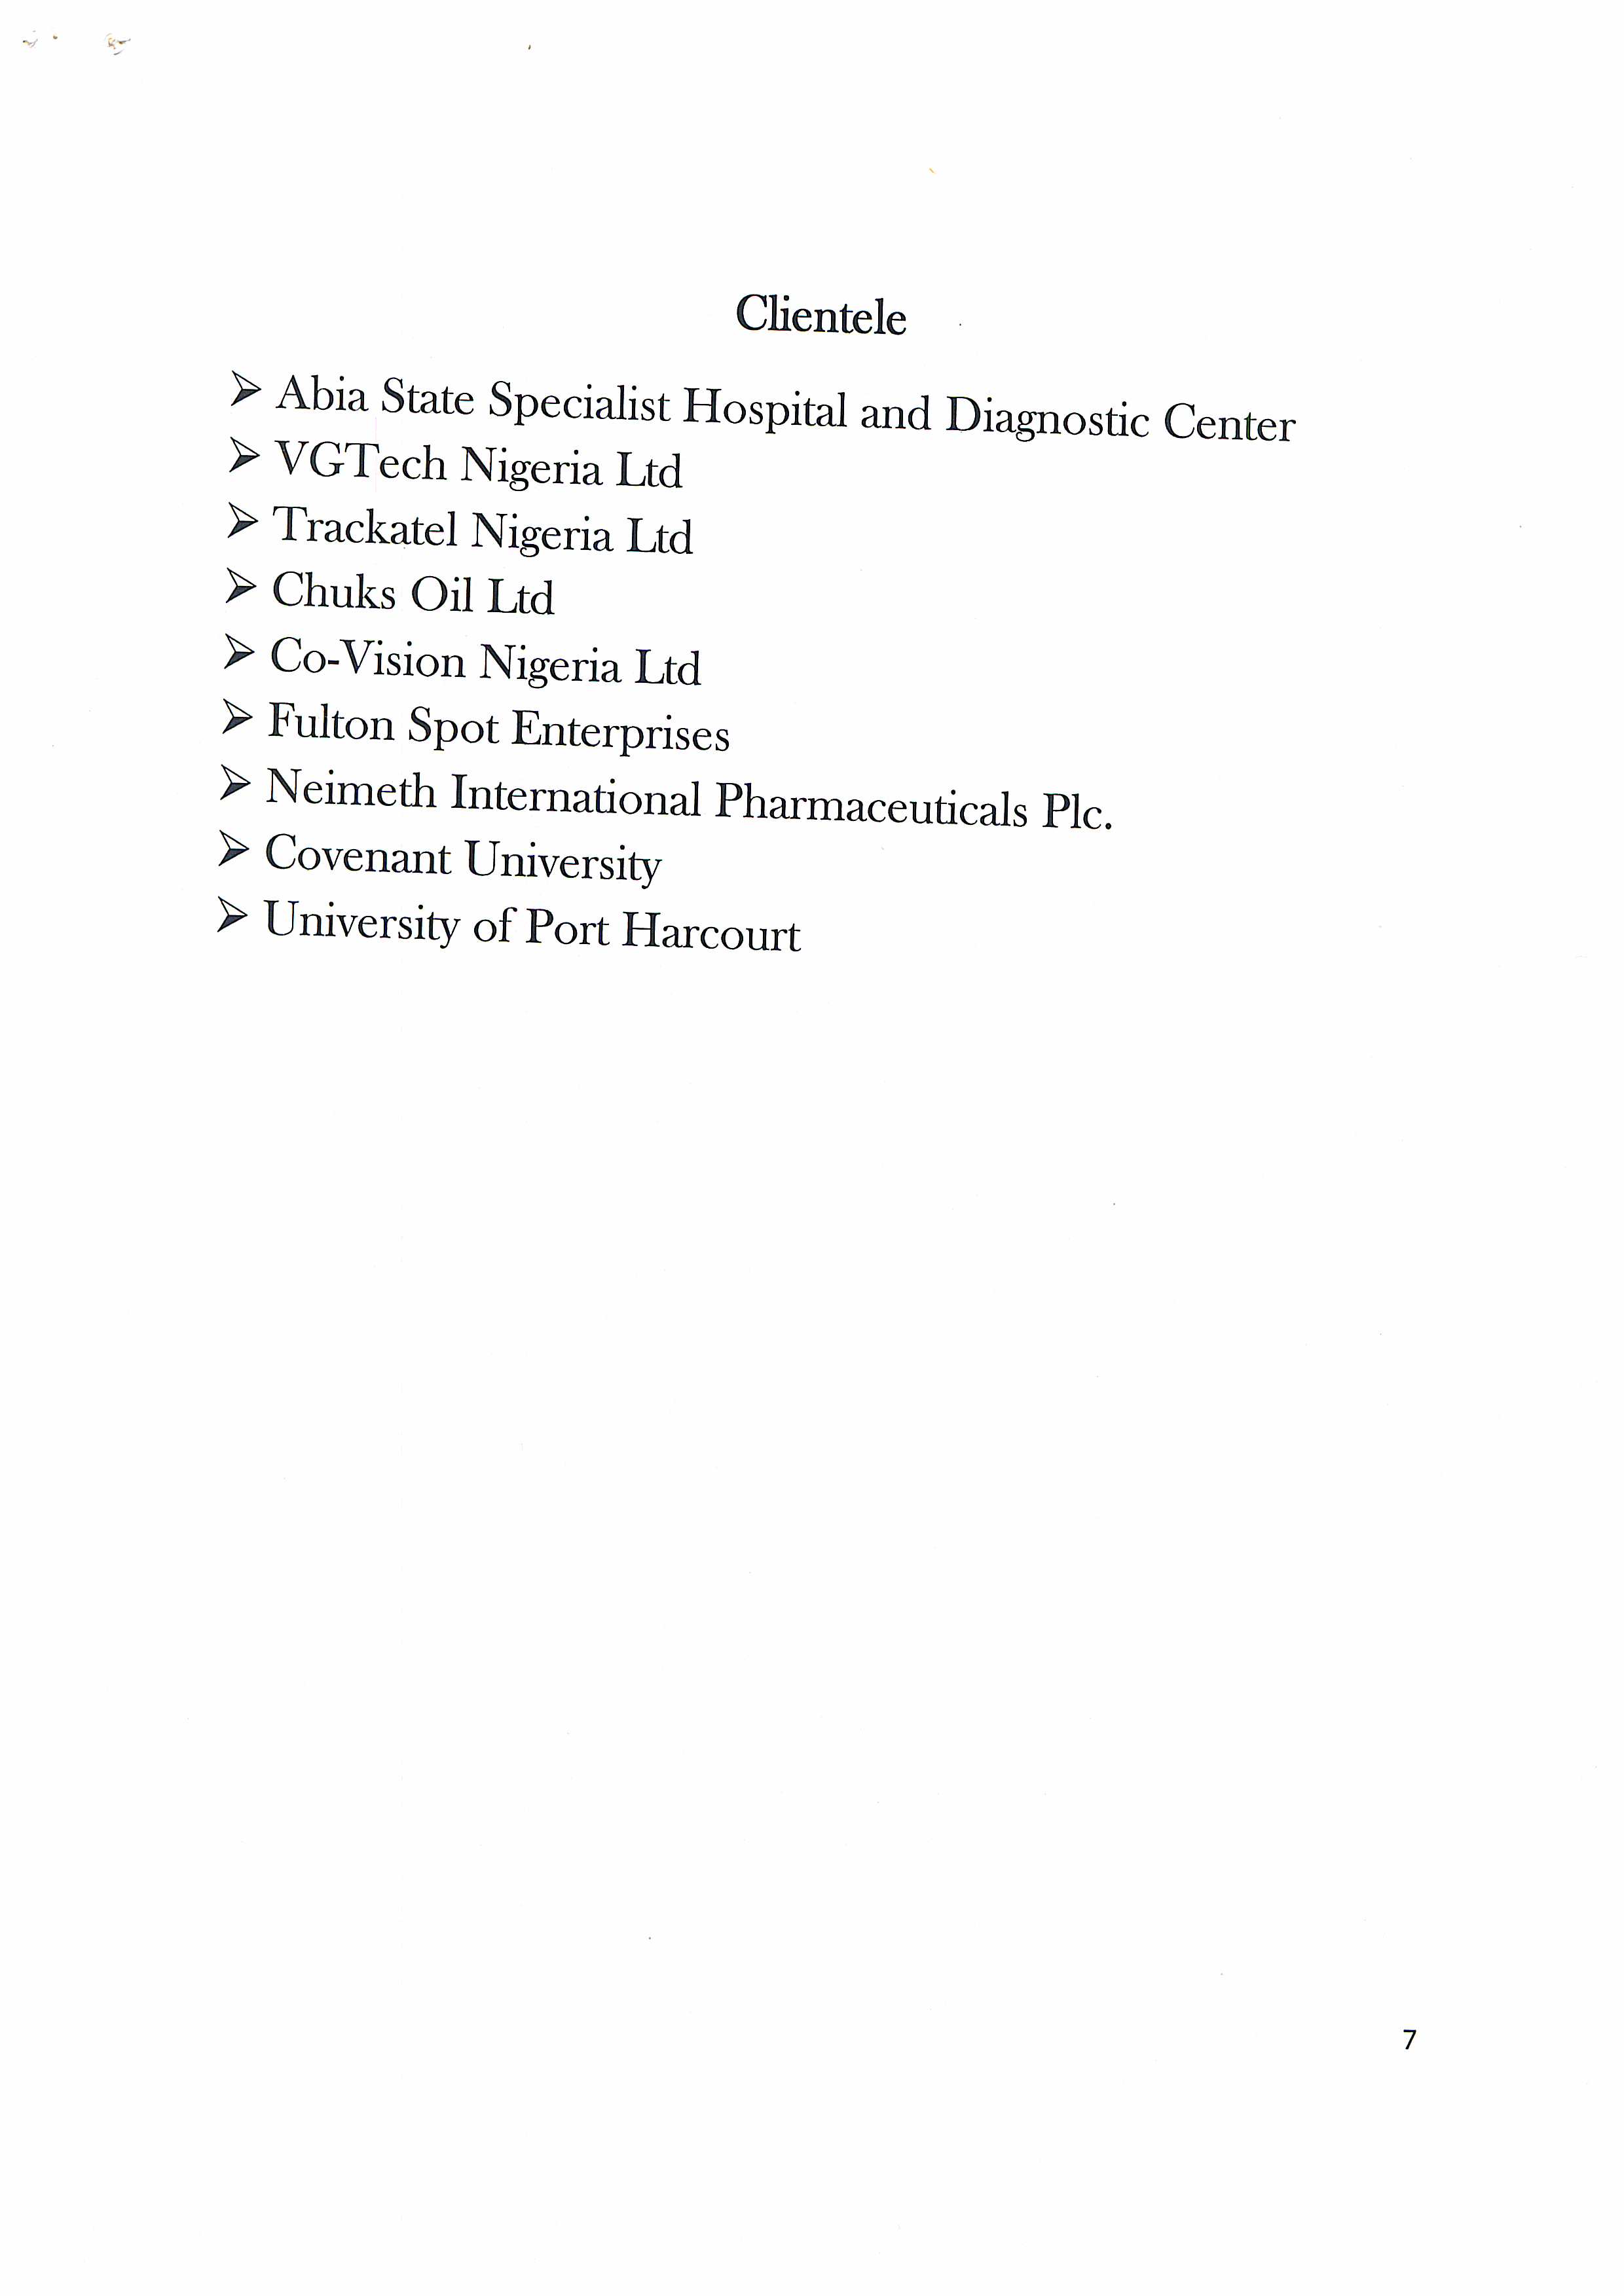 Clientele
➢ Abia State Specialist Hospital and Diagnostic Center
➢ VGTech Nigeria Ltd
➢ Trackatel Nigeria Ltd
➢ Chuks Oil Ltd
➢ Co-Vision Nigeria Ltd
➢ Fulton Spot Enterprises
➢ Neimeth International Pharmaceuticals Plc.
➢ Covenant University
➢ University of Port Harcourt
7